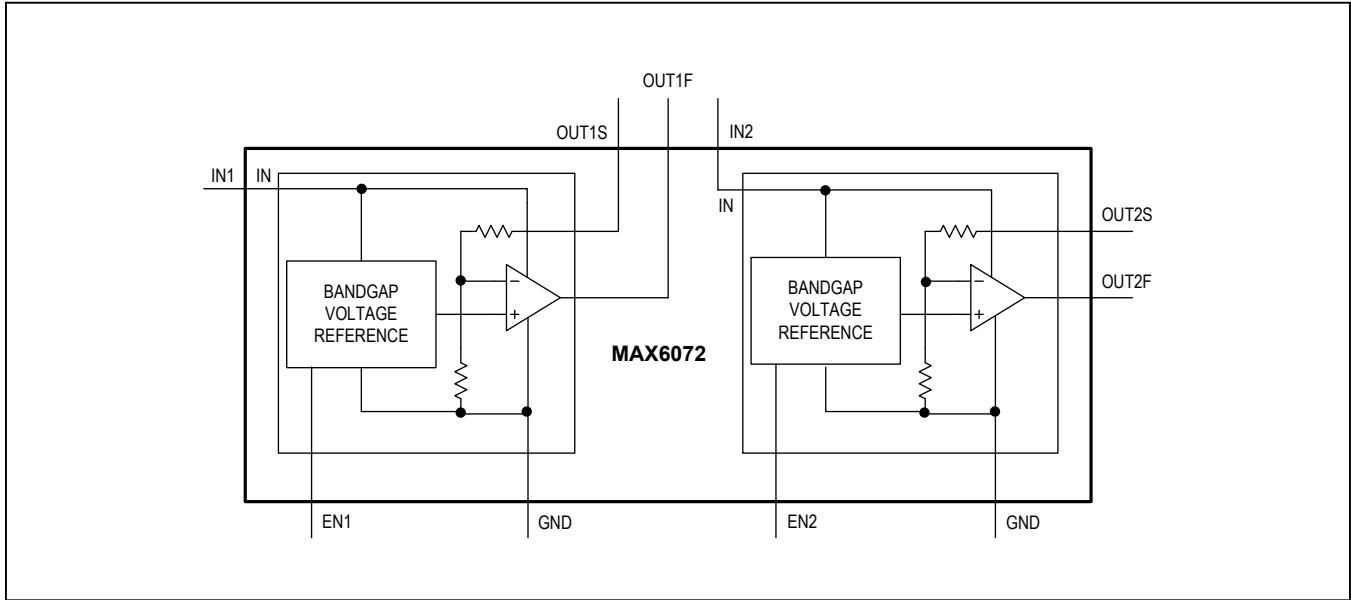 OUT1F
OUT1S
IN2
IN1
IN
IN
OUT2S
OUT2F
BANDGAP
VOLTAGE
REFERENCE
−
+
BANDGAP
VOLTAGE
REFERENCE
−
+
MAX6072
EN1
GND
EN2
GND